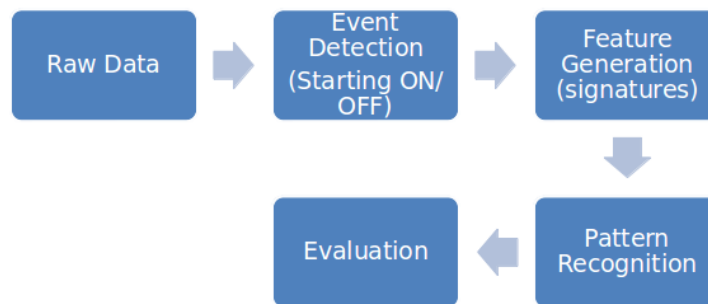 Raw Data
Event
Detection
(Starting ON/
OFF)
Feature
Generation
(signatures)
Pattern
Recognition
Evaluation